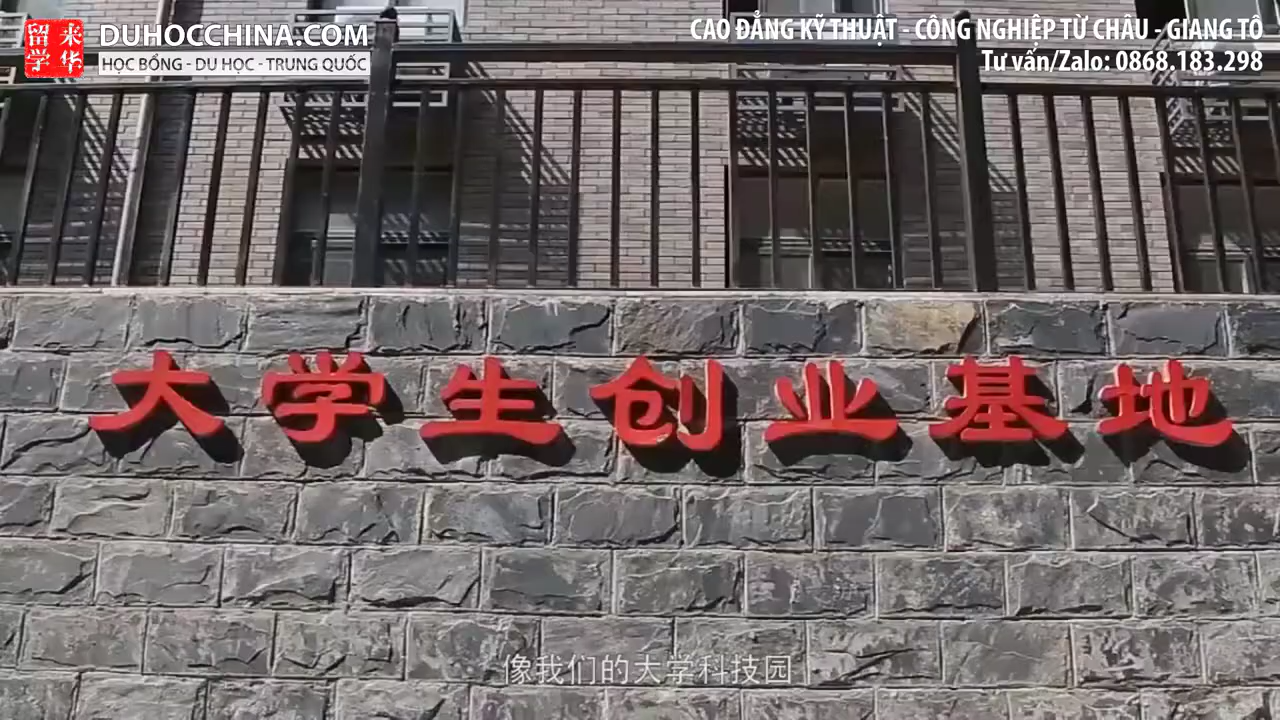 留学
来华
DUHOCCHINA.COM
HỌC BỔNG - DU HỌC - TRUNG QUỐC
CAO ĐẲNG KỸ THUẬT - CÔNG NGHIỆP TỪ CHÂU - GIANG TÔ
Tư vấn/Zalo: 0868.183.298
大学生创业基地
像我们的大学科技园